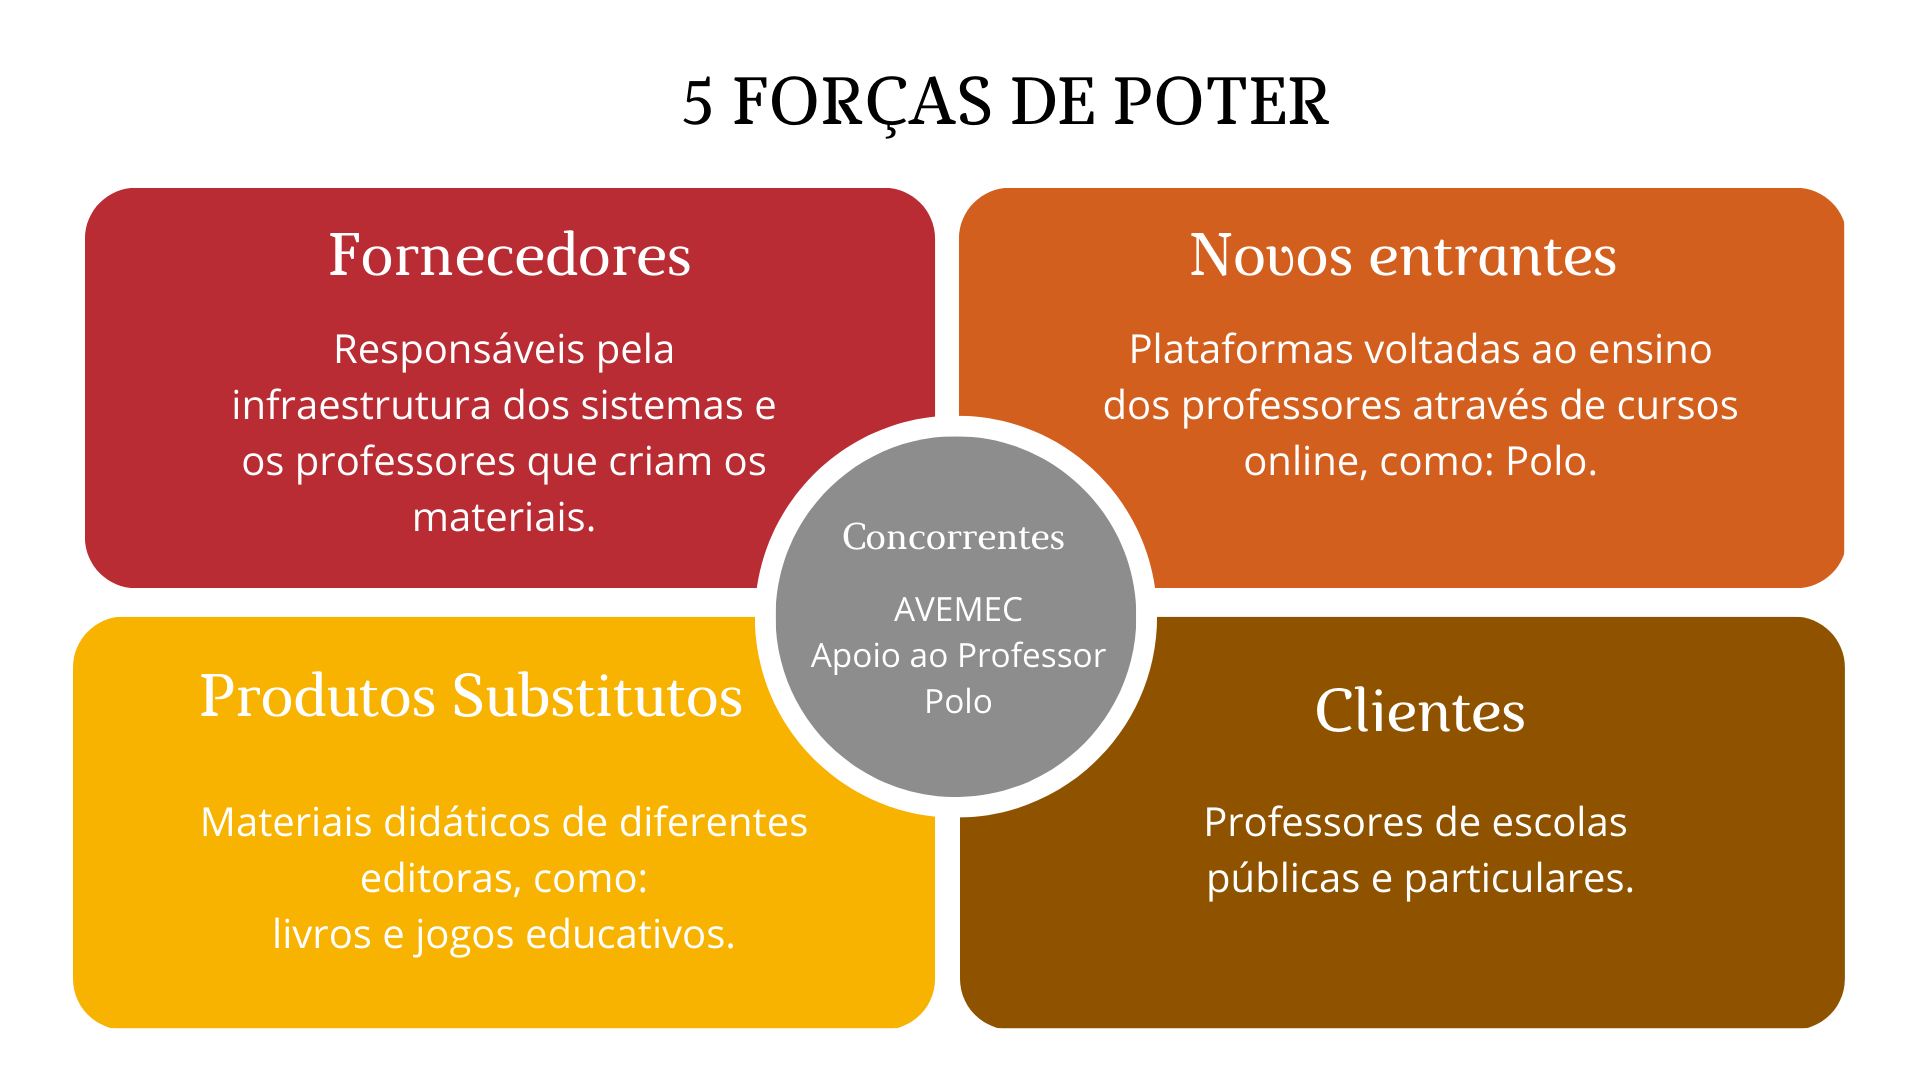 5 FORÇAS DE POTER
Fornecedores
Responsáveis pela
infraestrutura dos sistemas e
os professores que criam os
materiais.
Novos entrantes
Plataformas voltadas ao ensino
dos professores através de cursos
online, como: Polo.
Concorrentes
AVEMEC
Apoio ao Professor
Polo
Produtos Substitutos
Materiais didáticos de diferentes
editoras, como:
livros e jogos educativos.
Clientes
Professores de escolas
públicas e particulares.